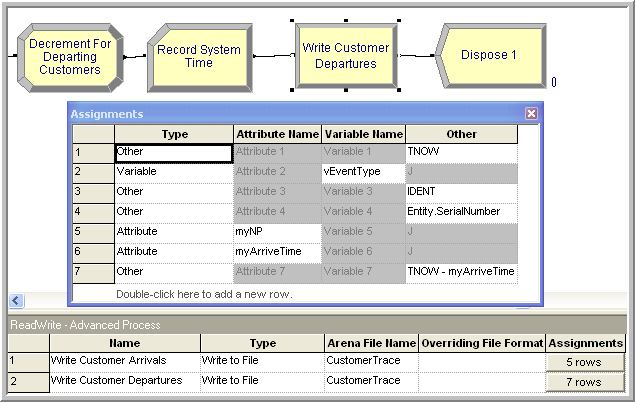 Decrement For
Departing
Customers
Record System
Time
Write Customer
Departures
Dispose 1
0
Assignments
Type Attribute Name Variable Name Other
1 Other Attribute 1 Variable 1 TNOW
2 Variable Attribute 2 vEventType J
3 Other Attribute 3 Variable 3 IDENT
4 Other Attribute 4 Variable 4 Entity.SerialNumber
5 Attribute myNP Variable 5 J
6 Attribute myArriveTime Variable 6 J
7 Other Attribute 7 Variable 7 TNOW - myArriveTime
Double-click here to add a new row.
ReadWrite - Advanced Process
Name Type Arena File Name Overriding File Format Assignments
1 Write Customer Arrivals Write to File CustomerTrace 5 rows
2 Write Customer Departures Write to File CustomerTrace 7 rows